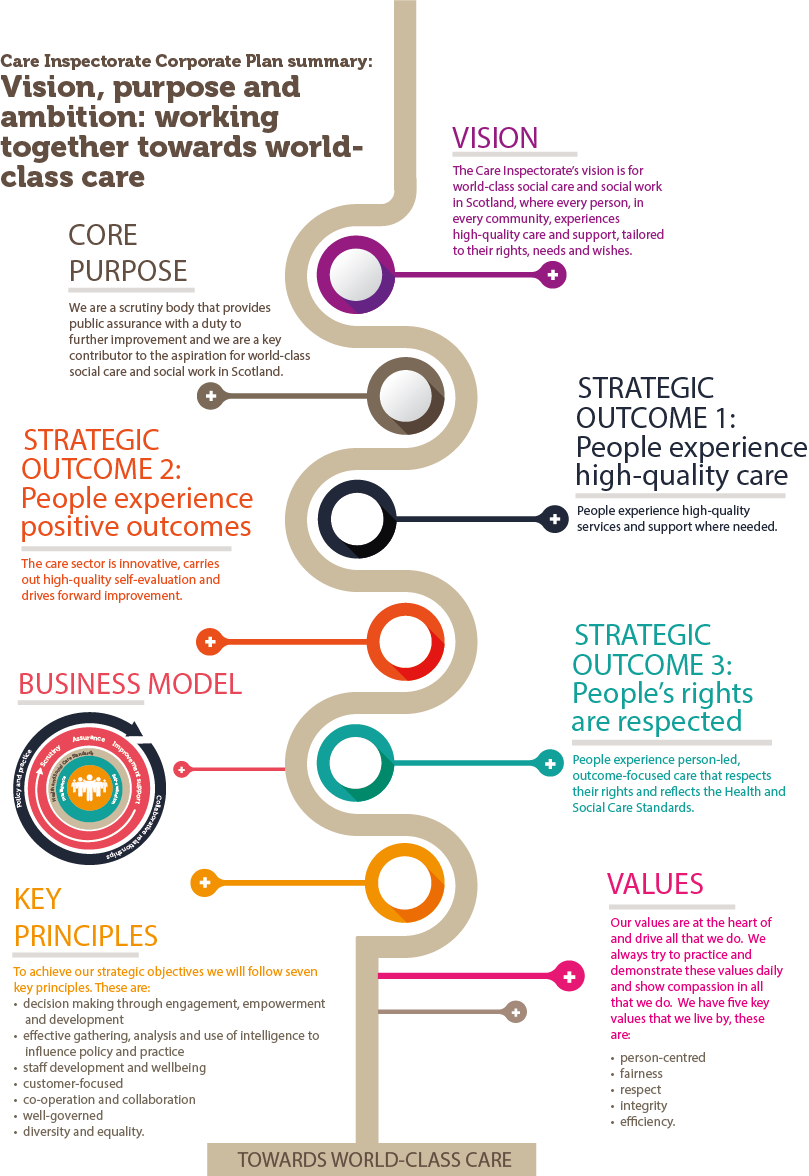 Care Inspectorate Corporate Plan summary:
Vision, purpose and
ambition: working
together towards world-
class care
VISION
The Care Inspectorate's vision is for
world-class social care and social work
in Scotland, where every person, in
every community, experiences
high-quality care and support, tailored
to their rights, needs and wishes.
CORE
PURPOSE
We are a scrutiny body that provides
public assurance with a duty to
further improvement and we are a key
contributor to the aspiration for world-class
social care and social work in Scotland.
STRATEGIC
OUTCOME 1:
People experience
high-quality care
People experience high-quality
services and support where needed.
STRATEGIC
OUTCOME 2:
People experience
positive outcomes
The care sector is innovative, carries
out high-quality self-evaluation and
drives forward improvement.
STRATEGIC
OUTCOME 3:
People's rights
are respected
People experience person-led,
outcome-focused care that respects
their rights and reflects the Health and
Social Care Standards.
BUSINESS MODEL
Policy and practice
Collaborative relationships
Scrutiny
Assurance
Improvement support
Health and Social Care Standards
KEY
PRINCIPLES
To achieve our strategic objectives we will follow seven
key principles. These are:
• decision making through engagement, empowerment
and development
• effective gathering, analysis and use of intelligence to
influence policy and practice
• staff development and wellbeing
• customer-focused
• co-operation and collaboration
• well-governed
• diversity and equality.
VALUES
Our values are at the heart of
and drive all that we do. We
always try to practice and
demonstrate these values daily
and show compassion in all
that we do. We have five key
values that we live by, these
are:
• person-centred
• fairness
• respect
• integrity
• efficiency.
TOWARDS WORLD-CLASS CARE